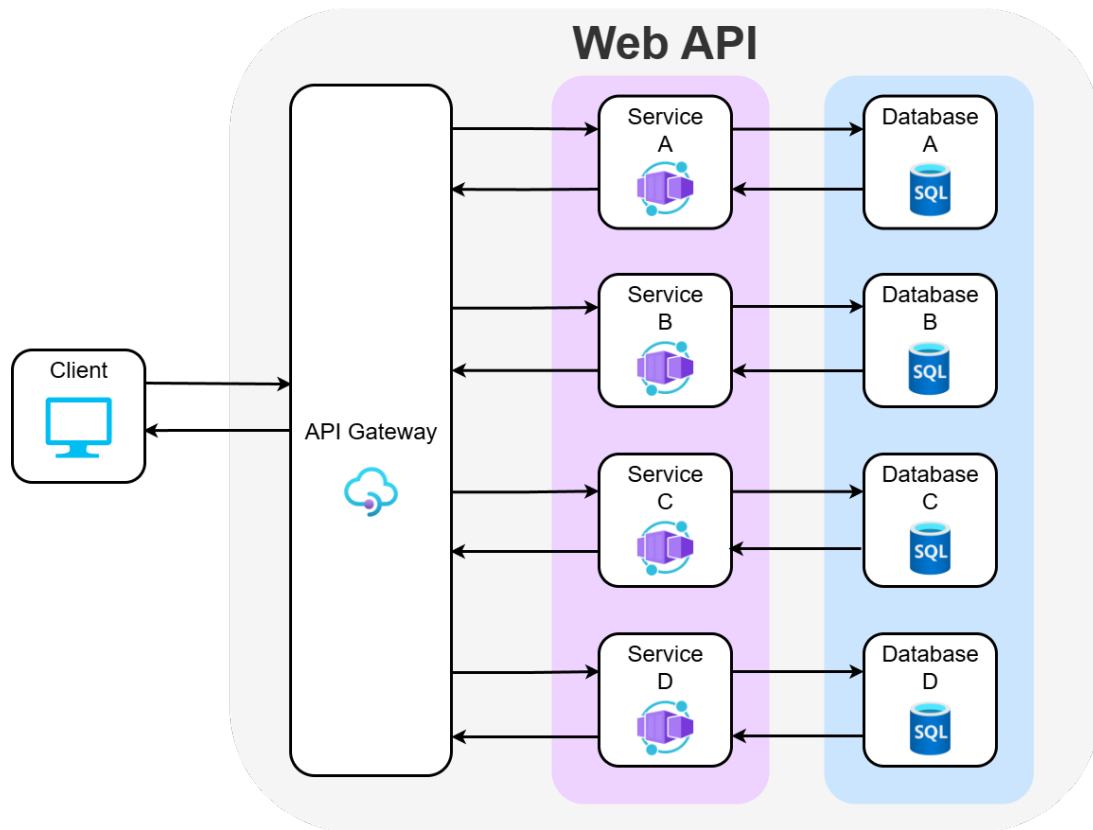 Web API
Client
API Gateway
Service
A
Database
A
SQL
Service
B
Database
B
SQL
Service
C
Database
C
SQL
Service
D
Database
D
SQL